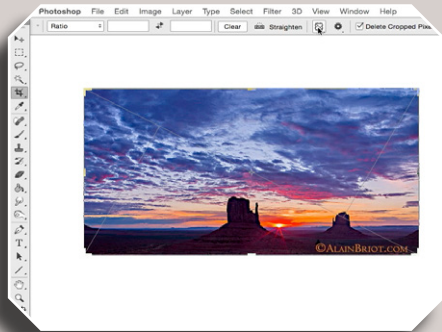 Photoshop File Edit Image Layer Type Select Filter 3D View Window Help
Ratio Clear Straighten Delete Cropped Pixe
©AlainBriot.com